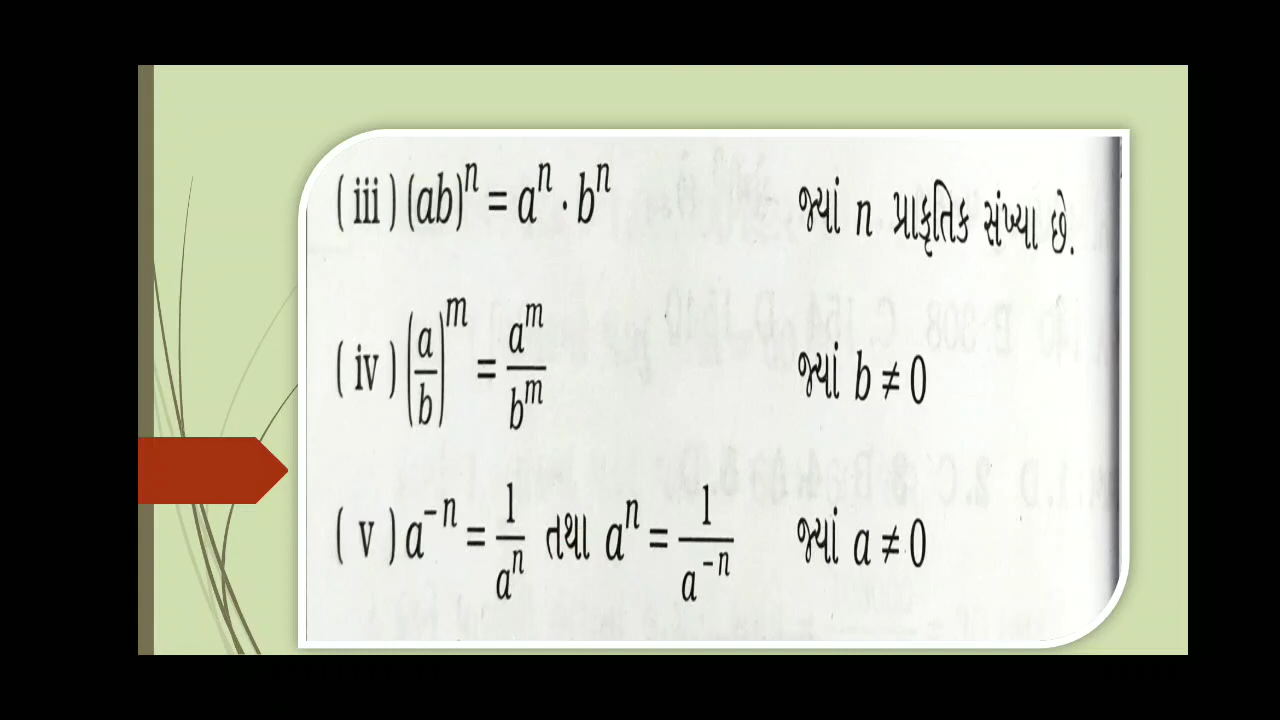 ( iii ) (ab)ⁿ = aⁿ · bⁿ જ્યાં n પ્રાકૃતિક સંખ્યા છે.
( iv ) (a/b)ᵐ = aᵐ/bᵐ જ્યાં b ≠ 0
( v ) a⁻ⁿ = 1/aⁿ તથા aⁿ = 1/a⁻ⁿ જ્યાં a ≠ 0